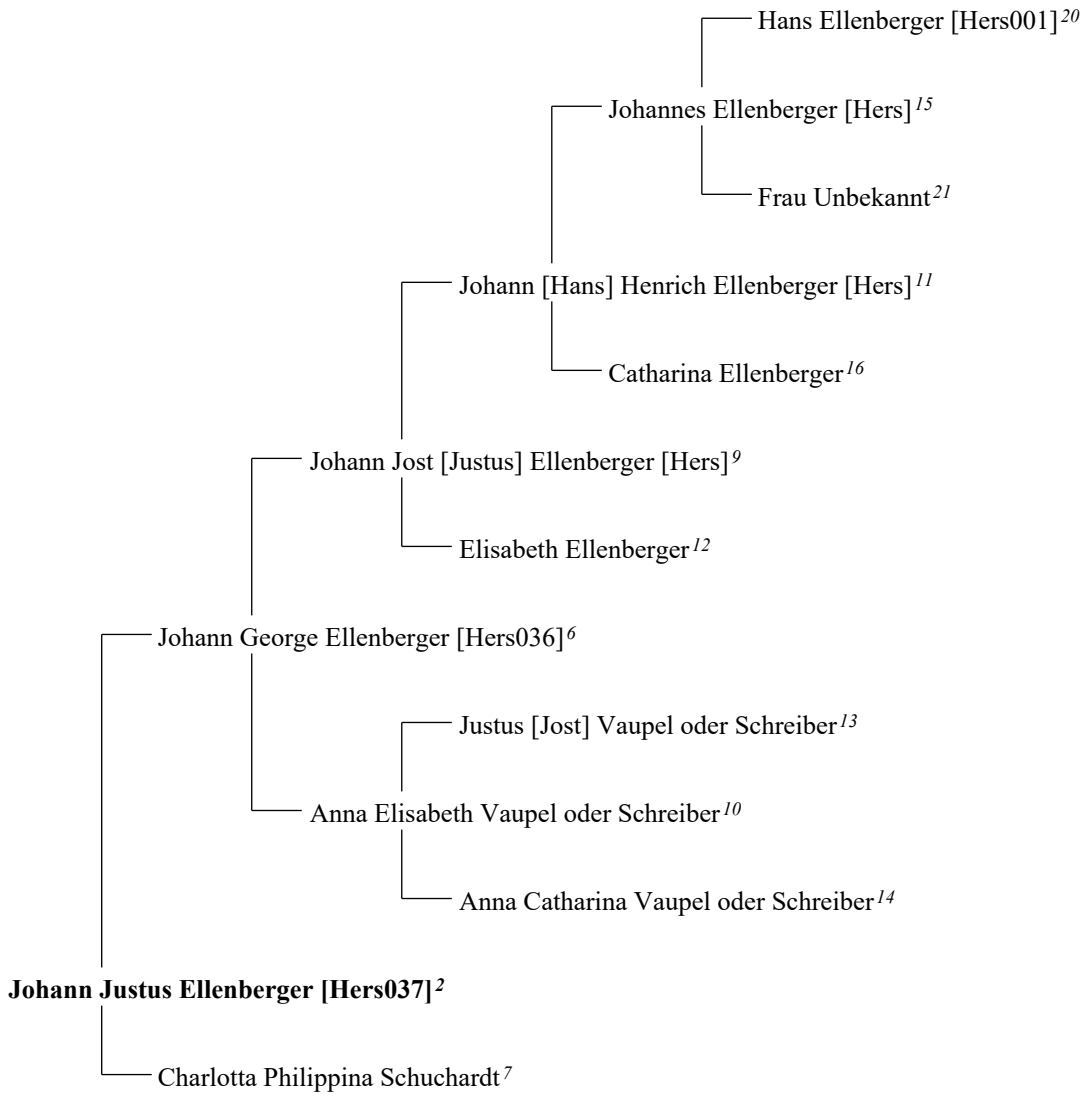 Hans Ellenberger [Hers001]20
Johannes Ellenberger [Hers]15
Frau Unbekannt21
Johann [Hans] Henrich Ellenberger [Hers]11
Catharina Ellenberger16
Johann Jost [Justus] Ellenberger [Hers]9
Elisabeth Ellenberger12
Johann George Ellenberger [Hers036]6
Justus [Jost] Vaupel oder Schreiber13
Anna Elisabeth Vaupel oder Schreiber10
Anna Catharina Vaupel oder Schreiber14
Johann Justus Ellenberger [Hers037]2
Charlotta Philippina Schuchardt7